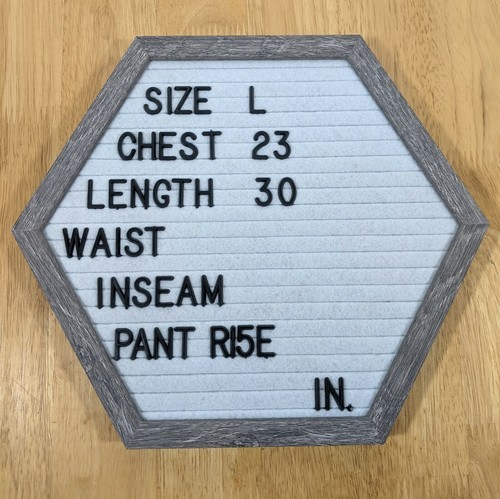 SIZE L
CHEST 23
LENGTH 30
WAIST
INSEAM
PANT RI5E
IN.